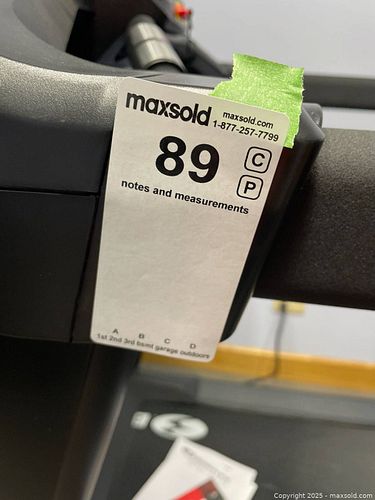 maxsold
maxsold.com
1-877-257-7799
89
C
P
notes and measurements
A B C D
1st 2nd 3rd bsmt garage outdoors
Copyright 2025 - maxsold.com